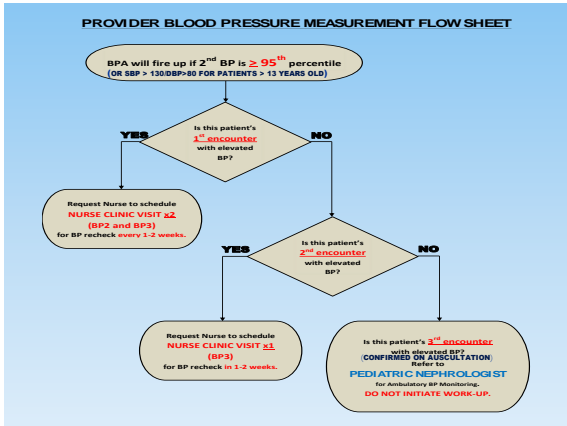 PROVIDER BLOOD PRESSURE MEASUREMENT FLOW SHEET
BPA will fire up if 2nd BP is ≥ 95th percentile
(OR SBP > 130/DBP>80 FOR PATIENTS > 13 YEARS OLD)
Is this patient's
1st encounter
with elevated
BP?
YES
NO
Request Nurse to schedule
NURSE CLINIC VISIT x2
(BP2 and BP3)
for BP recheck every 1-2 weeks.
Is this patient's
2nd encounter
with elevated
BP?
YES
NO
Request Nurse to schedule
NURSE CLINIC VISIT x1
(BP3)
for BP recheck in 1-2 weeks.
Is this patient's 3rd encounter
with elevated BP?
(CONFIRMED ON AUSCULTATION)
Refer to
PEDIATRIC NEPHROLOGIST
for Ambulatory BP Monitoring.
DO NOT INITIATE WORK-UP.